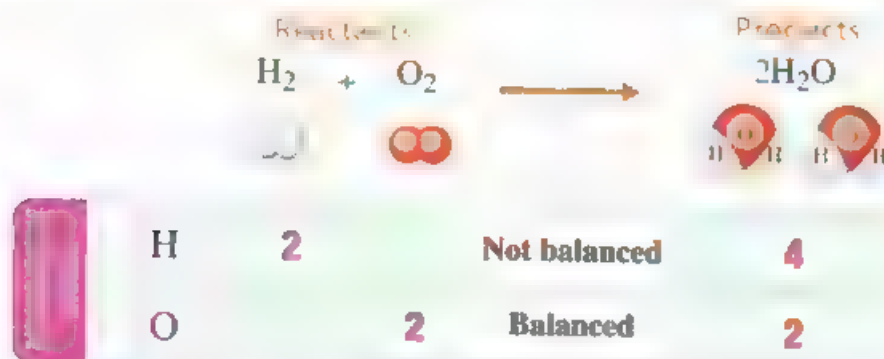 Reactants Products
H₂ + O₂ 2H₂O
H H H H
H 2 Not balanced 4
O 2 Balanced 2